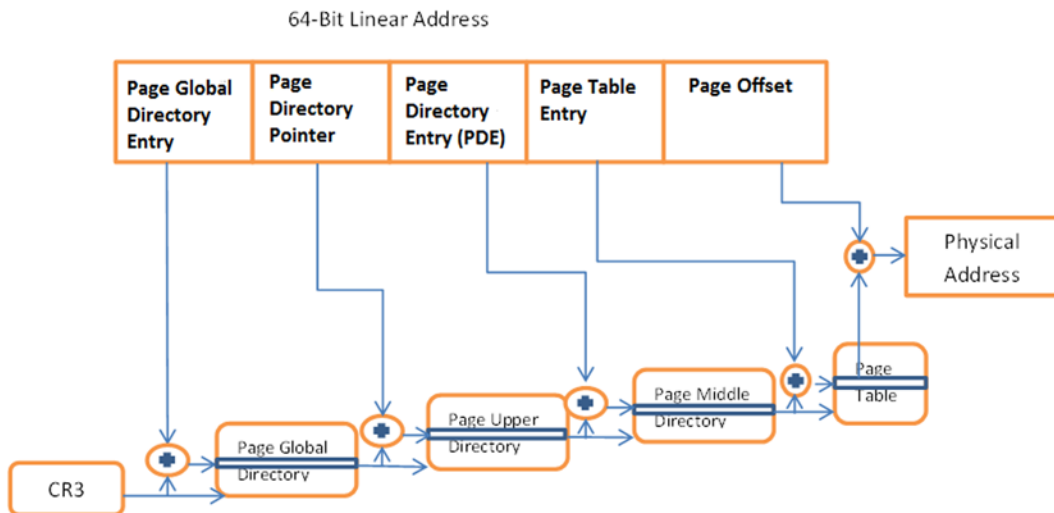 64-Bit Linear Address
Page Global
Directory
Entry
Page
Directory
Pointer
Page
Directory
Entry (PDE)
Page Table
Entry
Page Offset
Physical
Address
Page
Table
Page Middle
Directory
Page Upper
Directory
Page Global
Directory
CR3